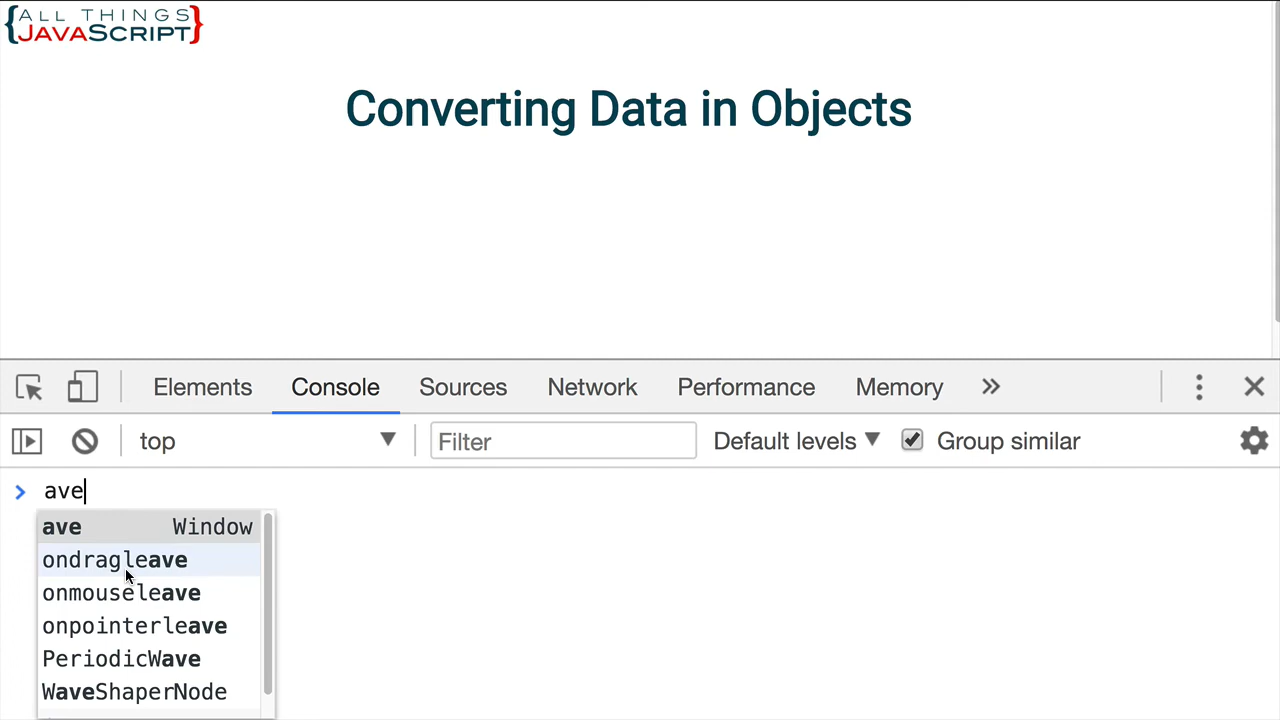 {ALL THINGS
JAVASCRIPT}
Converting Data in Objects
Elements Console Sources Network Performance Memory »
top Filter Default levels Group similar
> ave
ave Window
ondragleave
onmouseleave
onpointerleave
PeriodicWave
WaveShaperNode